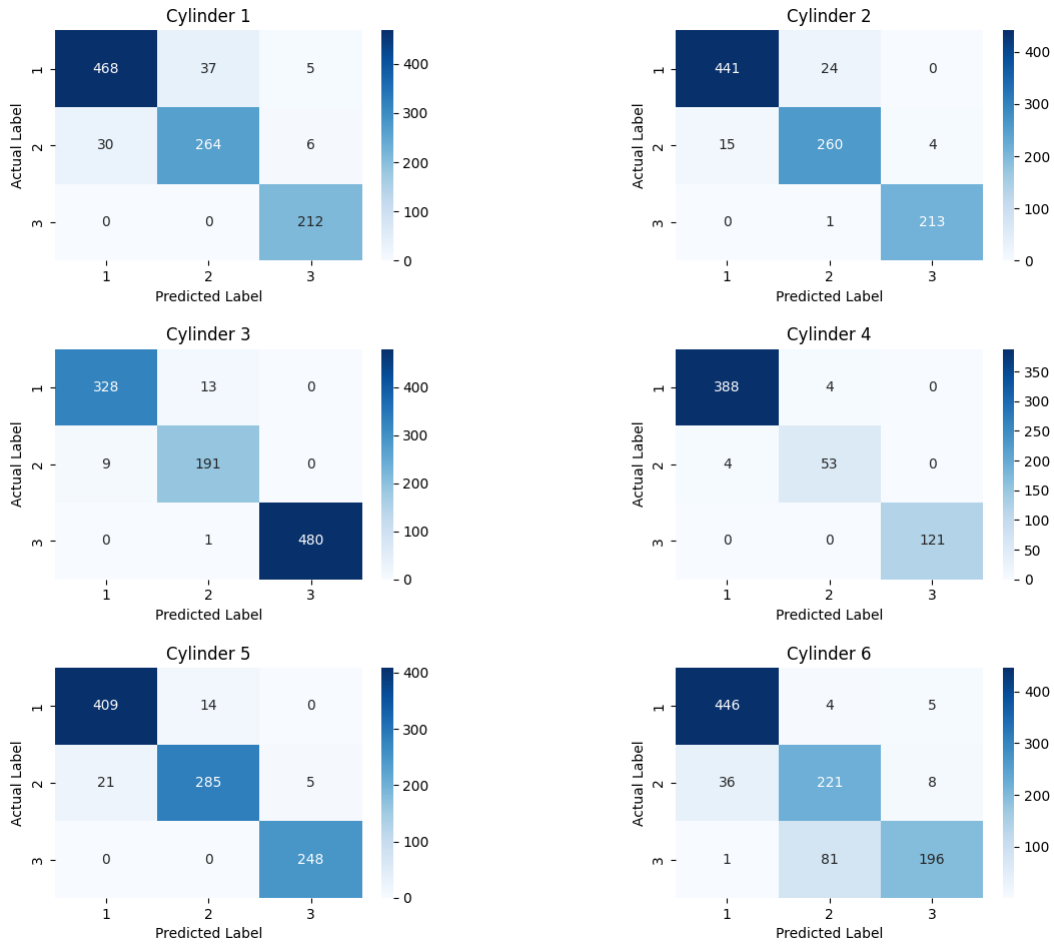 Cylinder 1
Actual Label
1
468 37 5
400
2
30 264 6
300
200
3
0 0 212
100
0
1 2 3
Predicted Label
Cylinder 2
Actual Label
1
441 24 0
400
2
15 260 4
300
200
3
0 1 213
100
0
1 2 3
Predicted Label
Cylinder 3
Actual Label
1
328 13 0
400
2
9 191 0
300
200
3
0 1 480
100
0
1 2 3
Predicted Label
Cylinder 4
Actual Label
1
388 4 0
350
300
2
4 53 0
250
200
150
3
0 0 121
100
50
0
1 2 3
Predicted Label
Cylinder 5
Actual Label
1
409 14 0
400
2
21 285 5
300
200
3
0 0 248
100
0
1 2 3
Predicted Label
Cylinder 6
Actual Label
1
446 4 5
400
2
36 221 8
300
200
3
1 81 196
100
1 2 3
Predicted Label